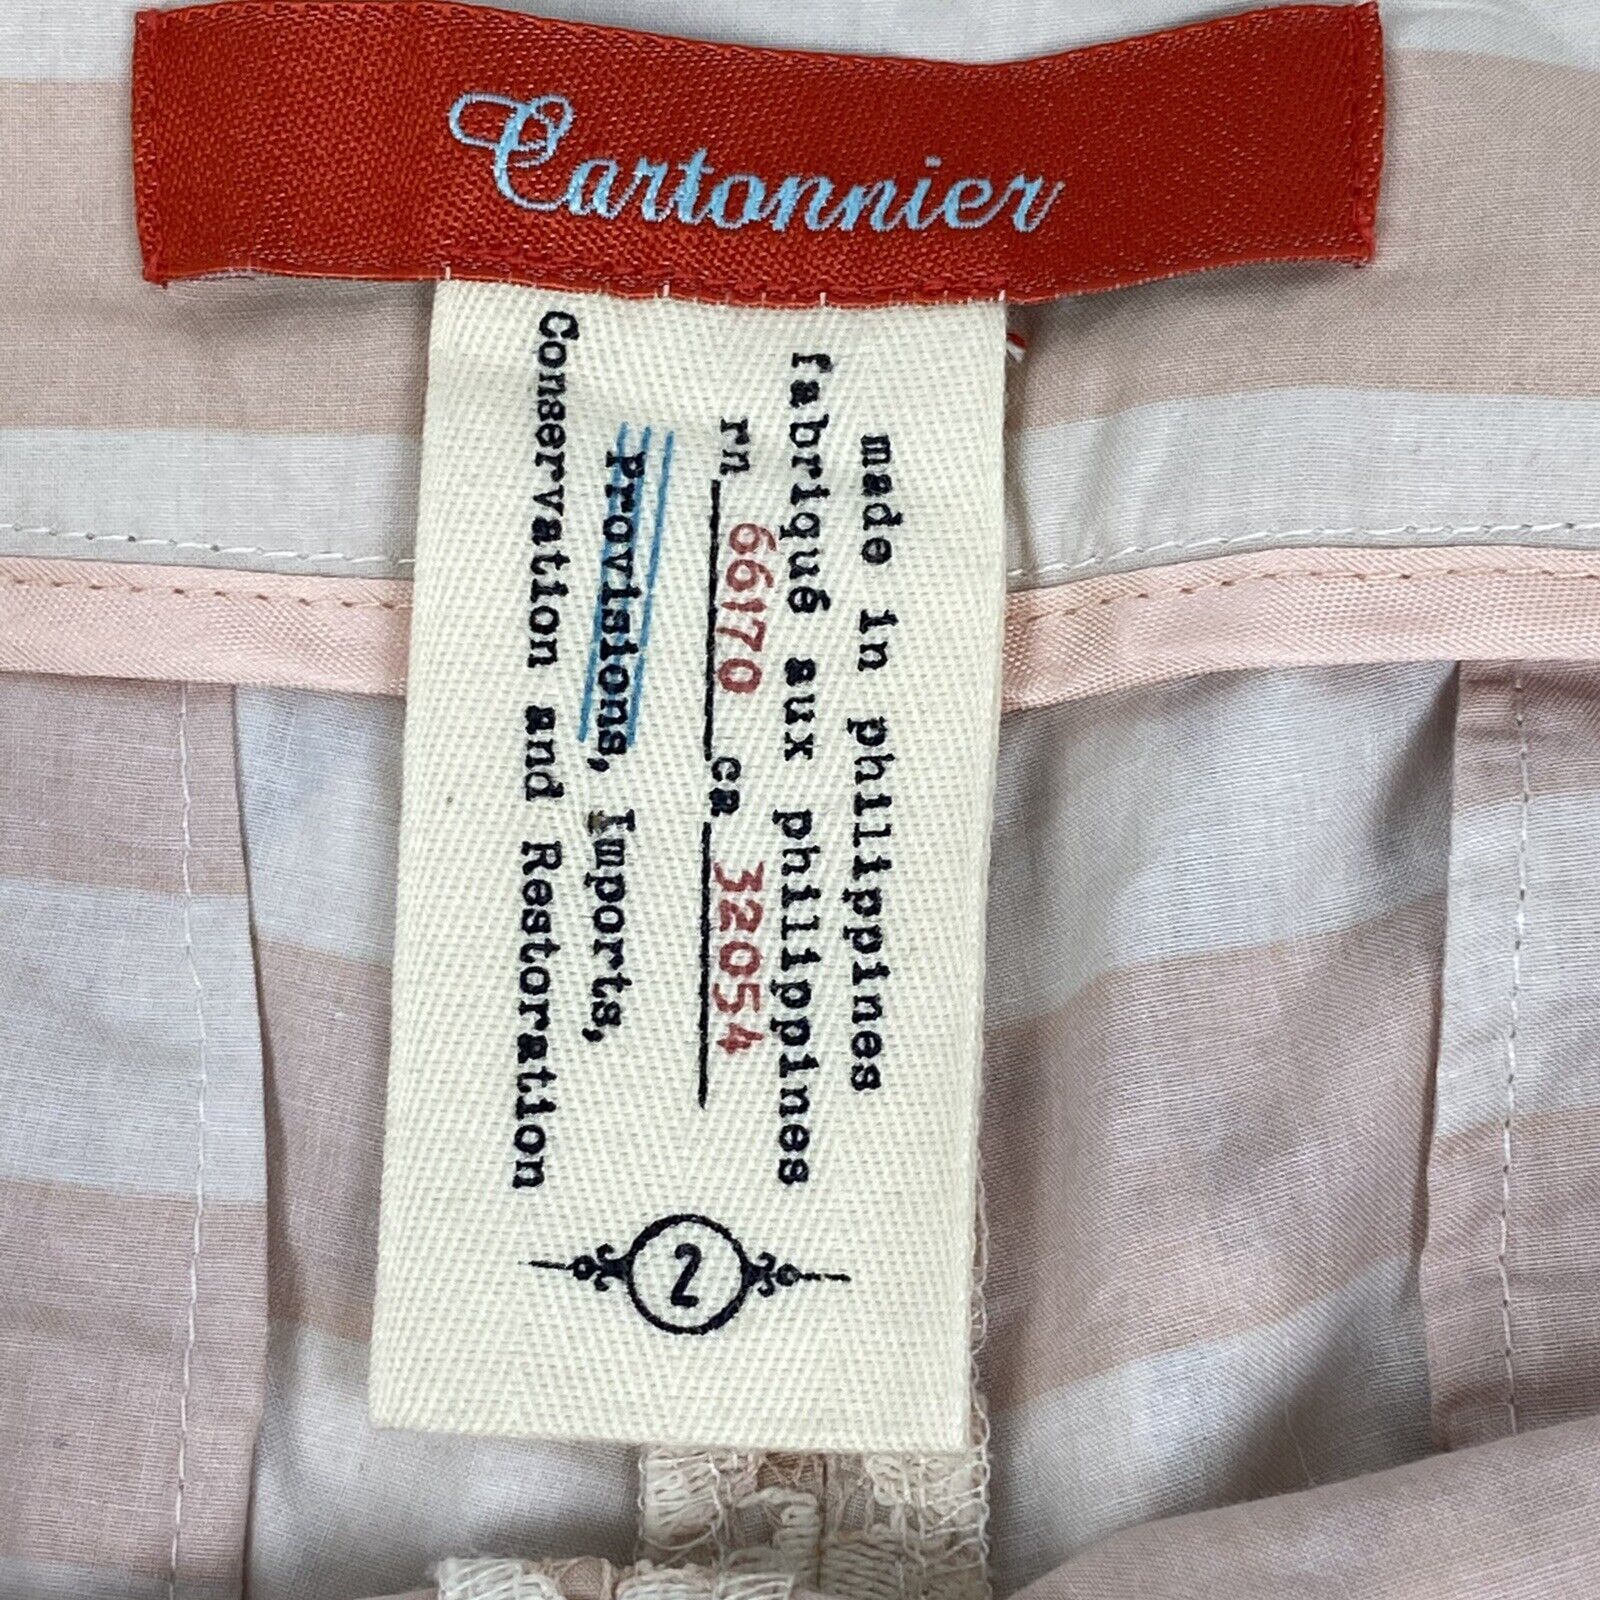 Cartonnier
made in philippines
fabriqué aux philippines
rn 66170 ca 32054
Provisions, Imports,
Conservation and Restoration
2